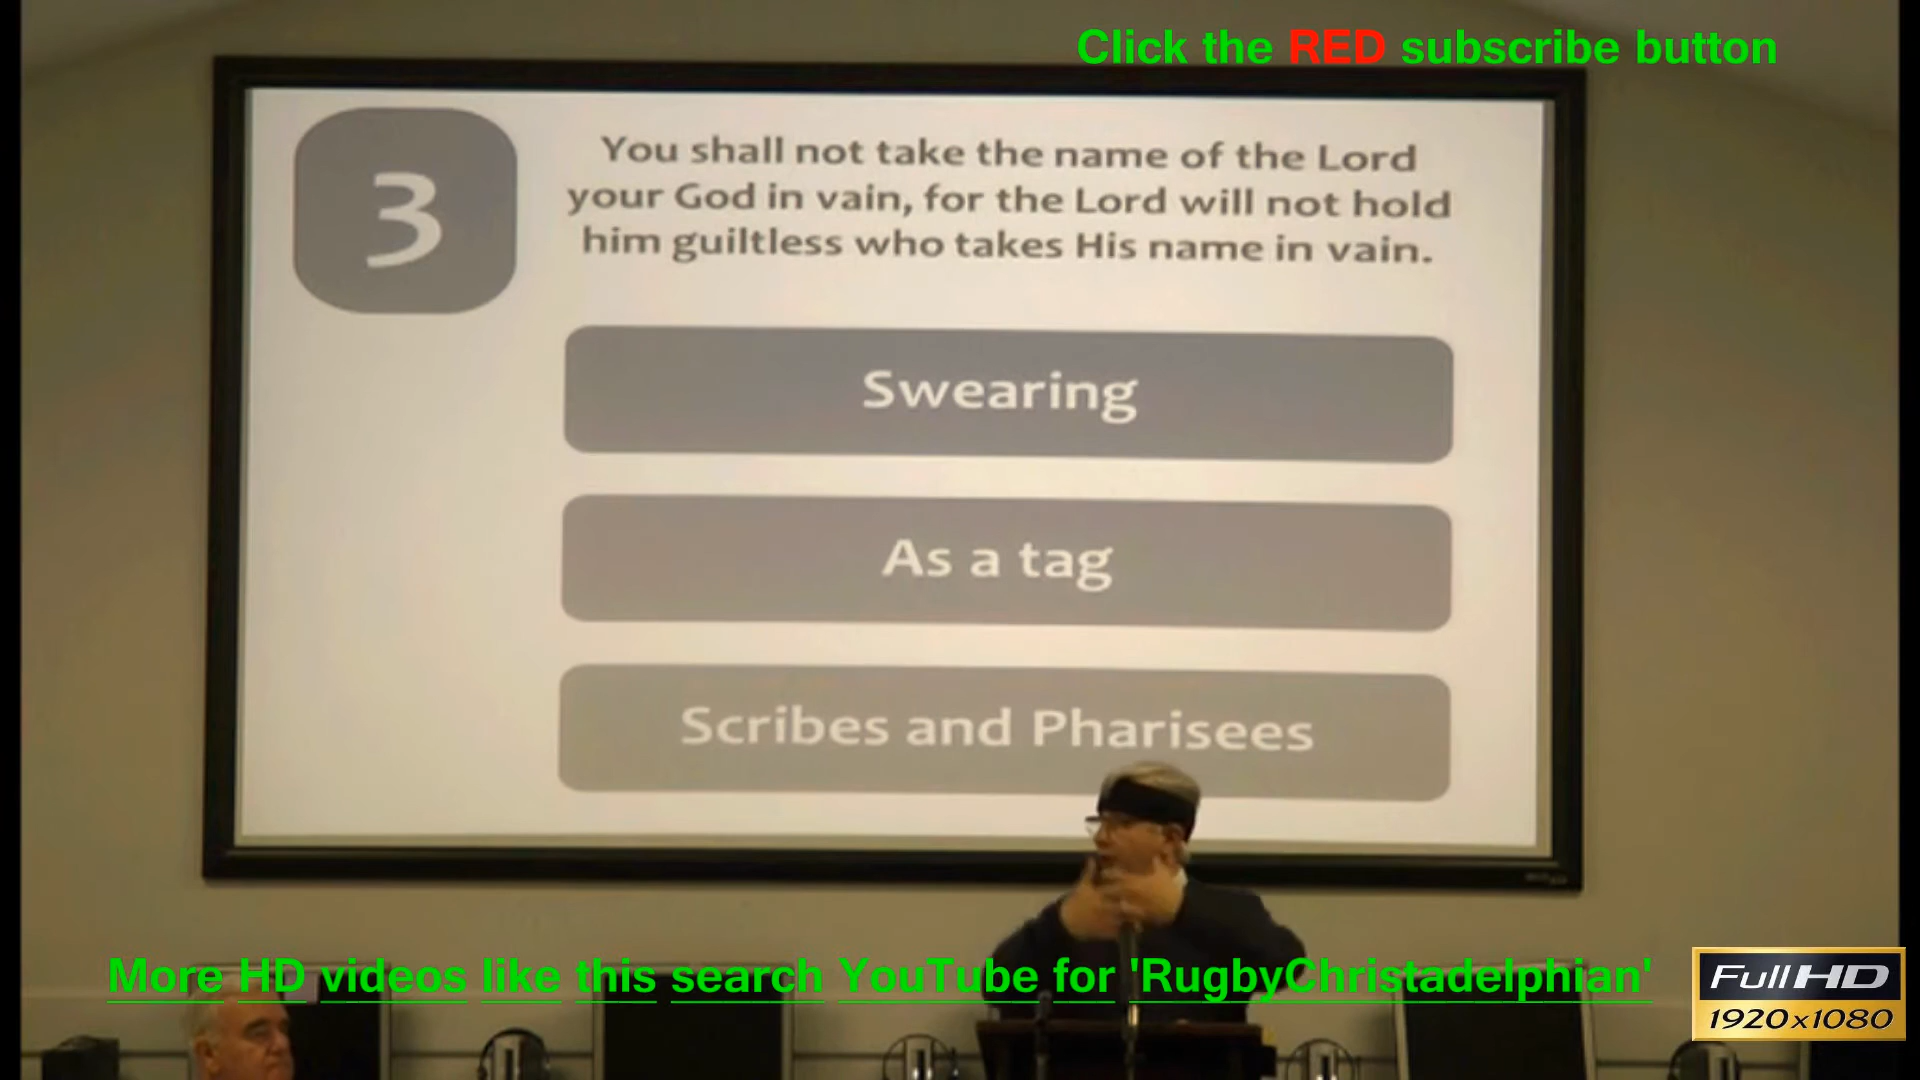 Click the RED subscribe button
3
You shall not take the name of the Lord
your God in vain, for the Lord will not hold
him guiltless who takes His name in vain.
Swearing
As a tag
Scribes and Pharisees
More HD videos like this search YouTube for 'RugbyChristadelphian'
Full HD
1920x1080